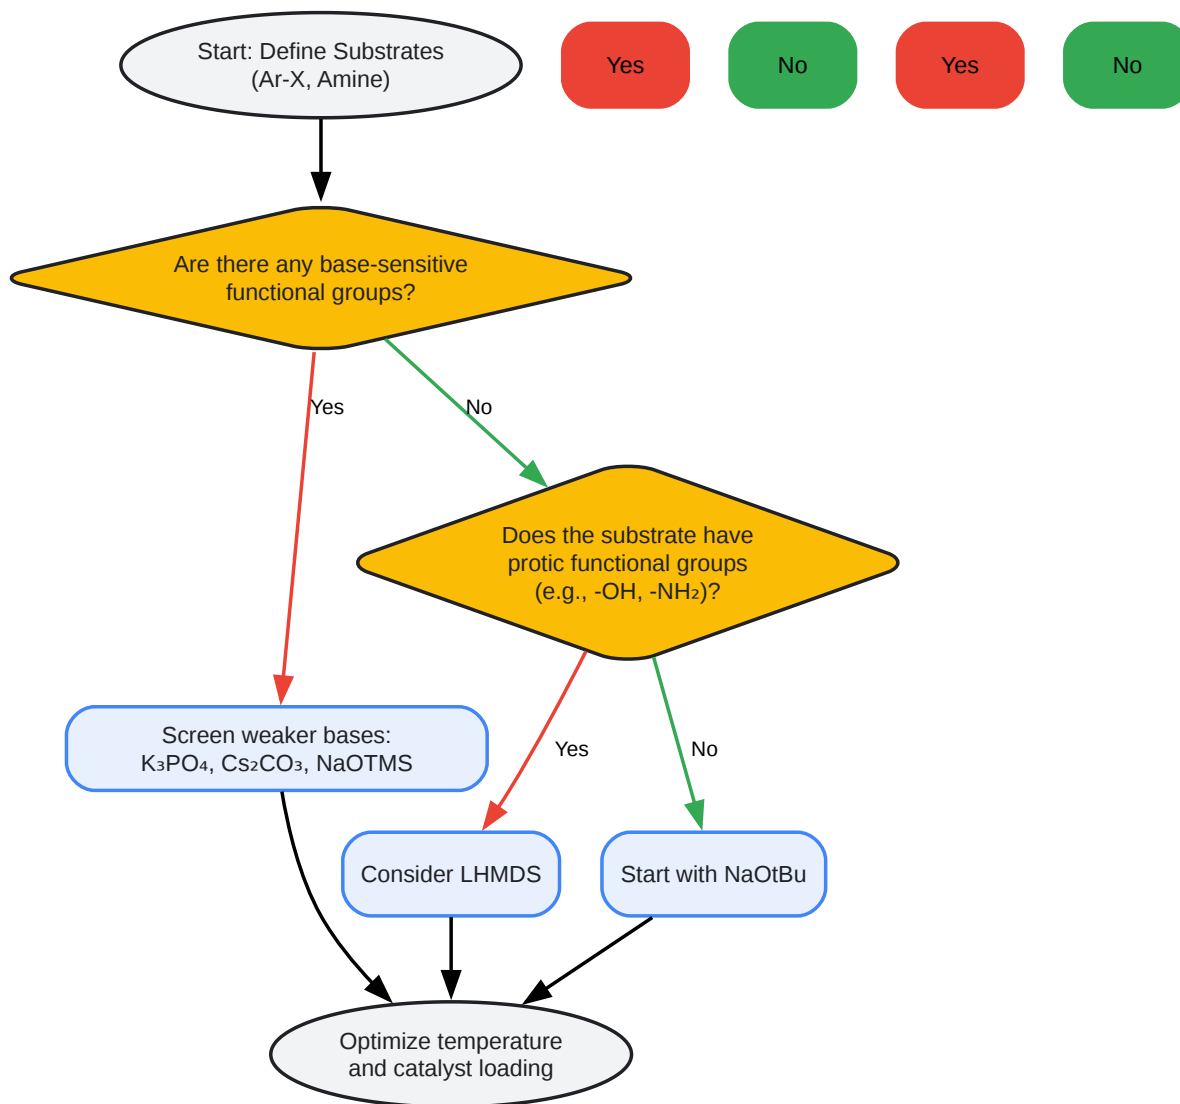 Start: Define Substrates
(Ar-X, Amine)
Yes
No
Yes
No
Are there any base-sensitive
functional groups?
Yes
No
Does the substrate have
protic functional groups
(e.g., -OH, -NH₂)?
Screen weaker bases:
K₃PO₄, Cs₂CO₃, NaOTMS
Yes
No
Consider LHMDS
Start with NaOtBu
Optimize temperature
and catalyst loading